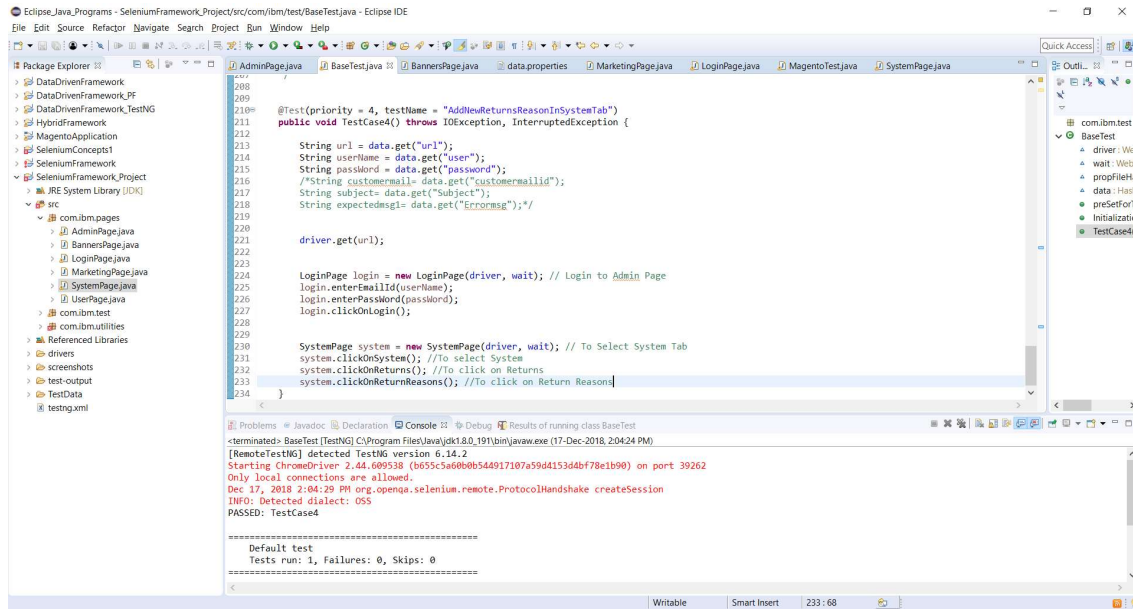 Eclipse_Java_Programs - SeleniumFramework_Project/src/com/ibm/test/BaseTest.java - Eclipse IDE
File Edit Source Refactor Navigate Search Project Run Window Help
Quick Access
Package Explorer
DataDrivenFramework
DataDrivenFramework_PF
DataDrivenFramework_TestNG
HybridFramework
MagentoApplication
SeleniumConcepts1
SeleniumFramework
SeleniumFramework_Project
JRE System Library [JDK]
src
com.ibm.pages
AdminPage.java
BannersPage.java
LoginPage.java
MarketingPage.java
SystemPage.java
UserPage.java
com.ibm.test
com.ibm.utilities
Referenced Libraries
drivers
screenshots
test-output
TestData
testng.xml
AdminPage.java BaseTest.java BannersPage.java data.properties MarketingPage.java LoginPage.java MagentoTest.java SystemPage.java
208
209
210 @Test(priority = 4, testName = "AddNewReturnsReasonInSystemTab")
211 public void TestCase4() throws IOException, InterruptedException {
212
213 String url = data.get("url");
214 String userName = data.get("user");
215 String passWord = data.get("password");
216 /*String customermail= data.get("customermailid");
217 String subject= data.get("Subject");
218 String expectedmsg1= data.get("Errormsg");*/
219
220
221 driver.get(url);
222
223
224 LoginPage login = new LoginPage(driver, wait); // Login to Admin Page
225 login.enterEmailId(userName);
226 login.enterPassWord(passWord);
227 login.clickOnLogin();
228
229
230 SystemPage system = new SystemPage(driver, wait); // To Select System Tab
231 system.clickOnSystem(); //To select System
232 system.clickOnReturns(); //To click on Returns
233 system.clickOnReturnReasons(); //To click on Return Reasons
234 }
Outli...
com.ibm.test
BaseTest
driver : We
wait : Web
propFileH
data : Has
preSetForT
Initializati
TestCase4
Problems Javadoc Declaration Console Debug Results of running class BaseTest
<terminated> BaseTest [TestNG] C:\Program Files\Java\jdk1.8.0_191\bin\javaw.exe (17-Dec-2018, 2:04:24 PM)
[RemoteTestNG] detected TestNG version 6.14.2
Starting ChromeDriver 2.44.609538 (b655c5a60b0b544917107a59d4153d4bf78e1b90) on port 39262
Only local connections are allowed.
Dec 17, 2018 2:04:29 PM org.openqa.selenium.remote.ProtocolHandshake createSession
INFO: Detected dialect: OSS
PASSED: TestCase4
===============================================
Default test
Tests run: 1, Failures: 0, Skips: 0
===============================================
Writable Smart Insert 233 : 68